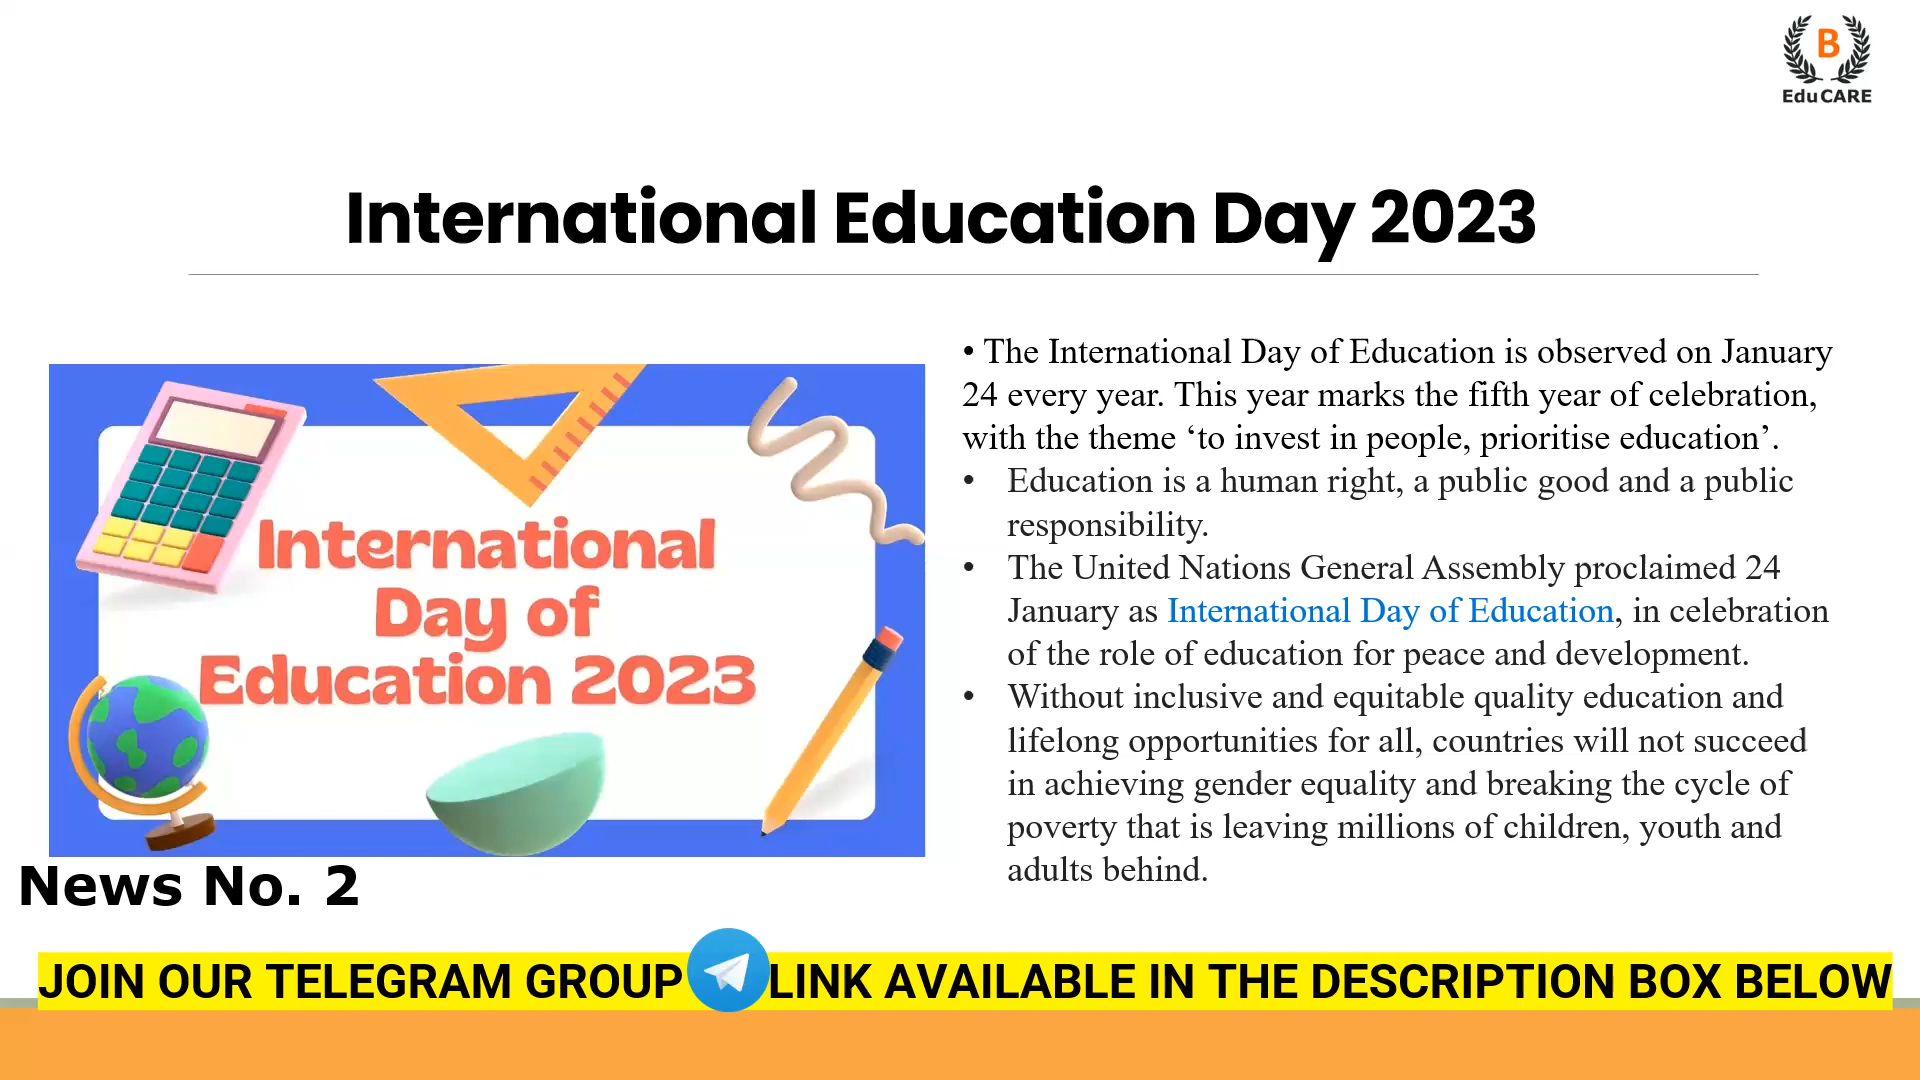 B
EduCARE
International Education Day 2023
International
Day of
Education 2023
• The International Day of Education is observed on January
24 every year. This year marks the fifth year of celebration,
with the theme ‘to invest in people, prioritise education’.
• Education is a human right, a public good and a public
responsibility.
• The United Nations General Assembly proclaimed 24
January as International Day of Education, in celebration
of the role of education for peace and development.
• Without inclusive and equitable quality education and
lifelong opportunities for all, countries will not succeed
in achieving gender equality and breaking the cycle of
poverty that is leaving millions of children, youth and
adults behind.
News No. 2
JOIN OUR TELEGRAM GROUP LINK AVAILABLE IN THE DESCRIPTION BOX BELOW